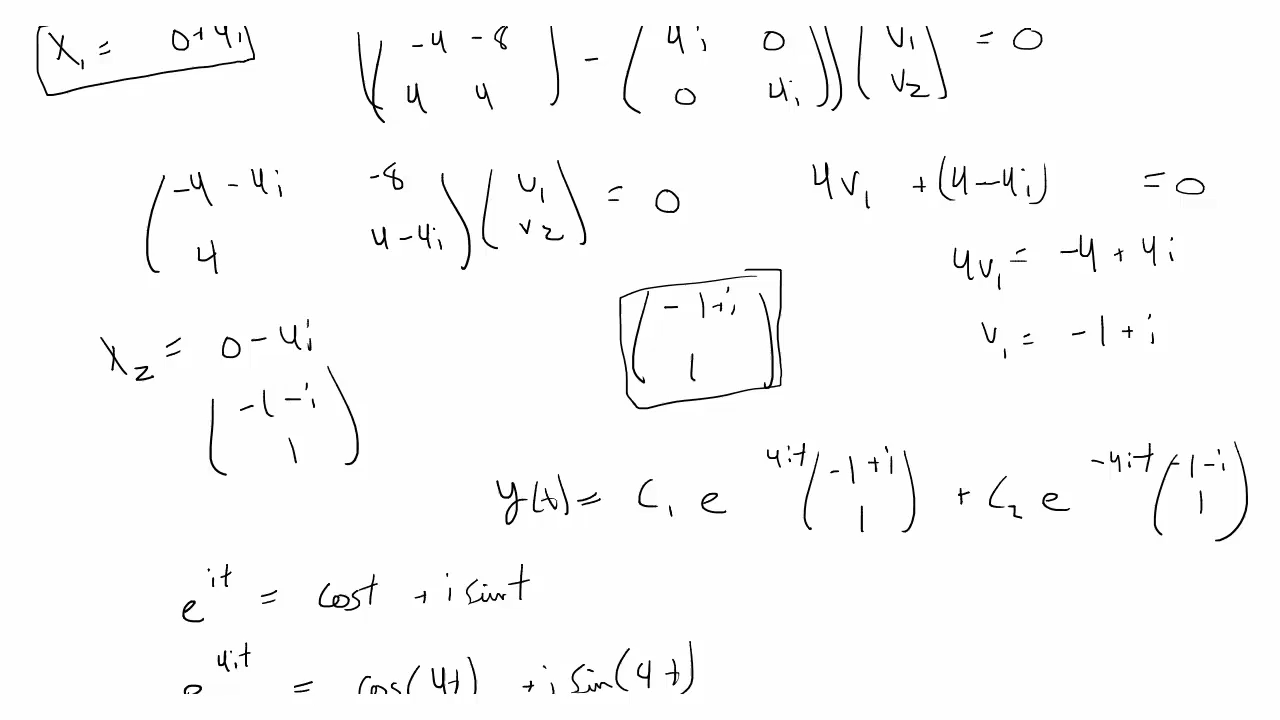 λ₁ = 0+4i ((-4 -8; 4 4) - (4i 0; 0 4i)) (v₁; v₂) = 0
(-4-4i -8; 4 4-4i) (v₁; v₂) = 0
4v₁ + (4-4i) = 0
4v₁ = -4 + 4i
v₁ = -1 + i
(-1+i; 1)
λ₂ = 0-4i
(-1-i; 1)
y(t) = C₁ e^{4it} (-1+i; 1) + C₂ e^{-4it} (-1-i; 1)
e^{it} = cost + i sint
e^{4it} = cos(4t) + i sin(4t)